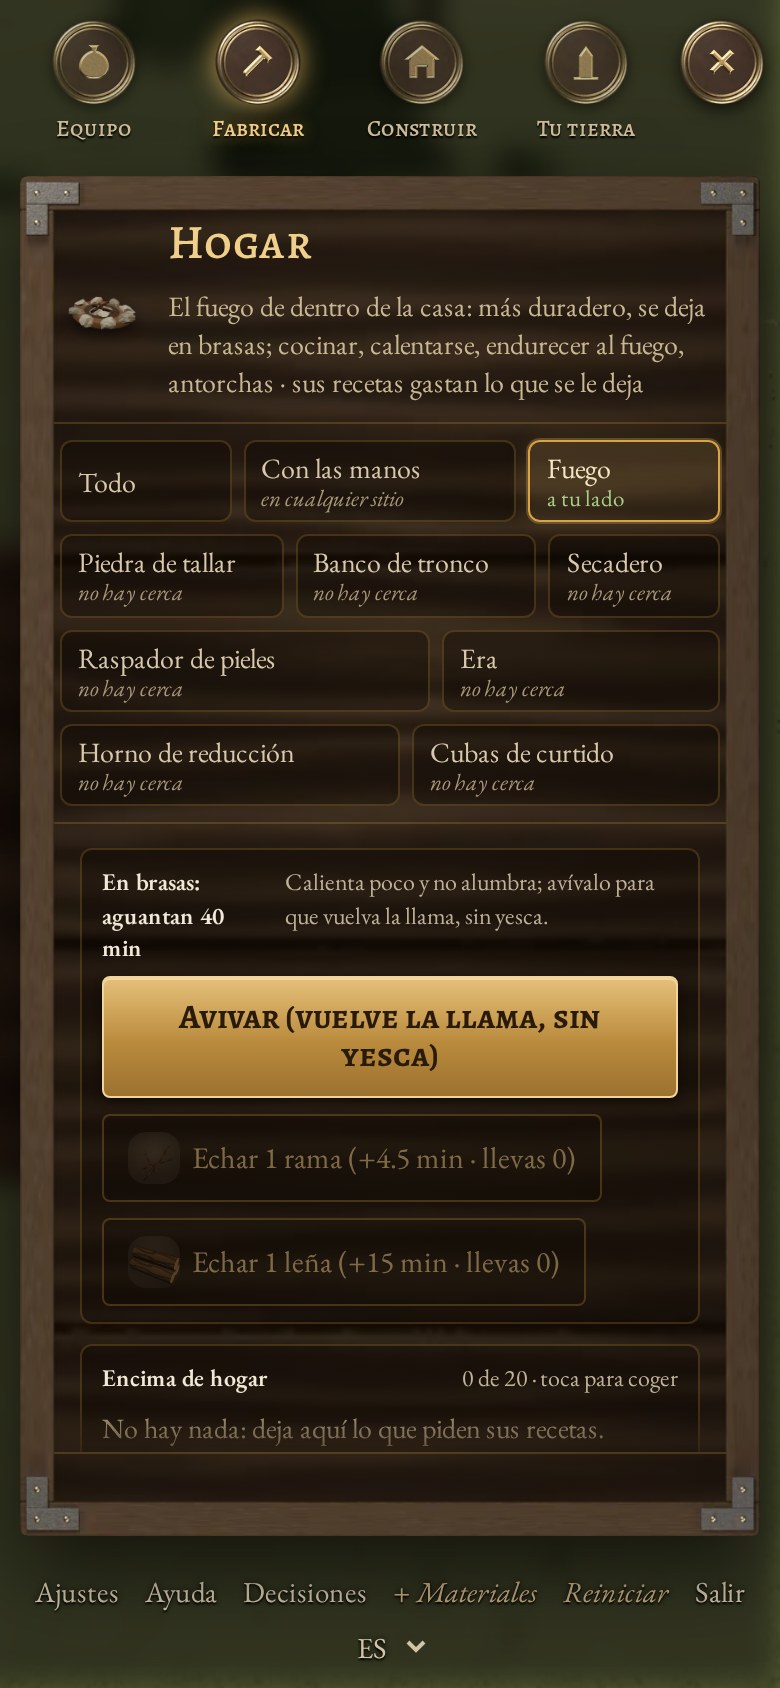 Equipo
Fabricar
Construir
Tu tierra
Hogar
El fuego de dentro de la casa: más duradero, se deja
en brasas; cocinar, calentarse, endurecer al fuego,
antorchas · sus recetas gastan lo que se le deja
Todo
Con las manos
en cualquier sitio
Fuego
a tu lado
Piedra de tallar
no hay cerca
Banco de tronco
no hay cerca
Secadero
no hay cerca
Raspador de pieles
no hay cerca
Era
no hay cerca
Horno de reducción
no hay cerca
Cubas de curtido
no hay cerca
En brasas:
aguantan 40
min
Calienta poco y no alumbra; avívalo para
que vuelva la llama, sin yesca.
Avivar (vuelve la llama, sin
yesca)
Echar 1 rama (+4.5 min · llevas 0)
Echar 1 leña (+15 min · llevas 0)
Encima de hogar
0 de 20 · toca para coger
No hay nada: deja aquí lo que piden sus recetas.
Ajustes
Ayuda
Decisiones
+ Materiales
Reiniciar
Salir
ES